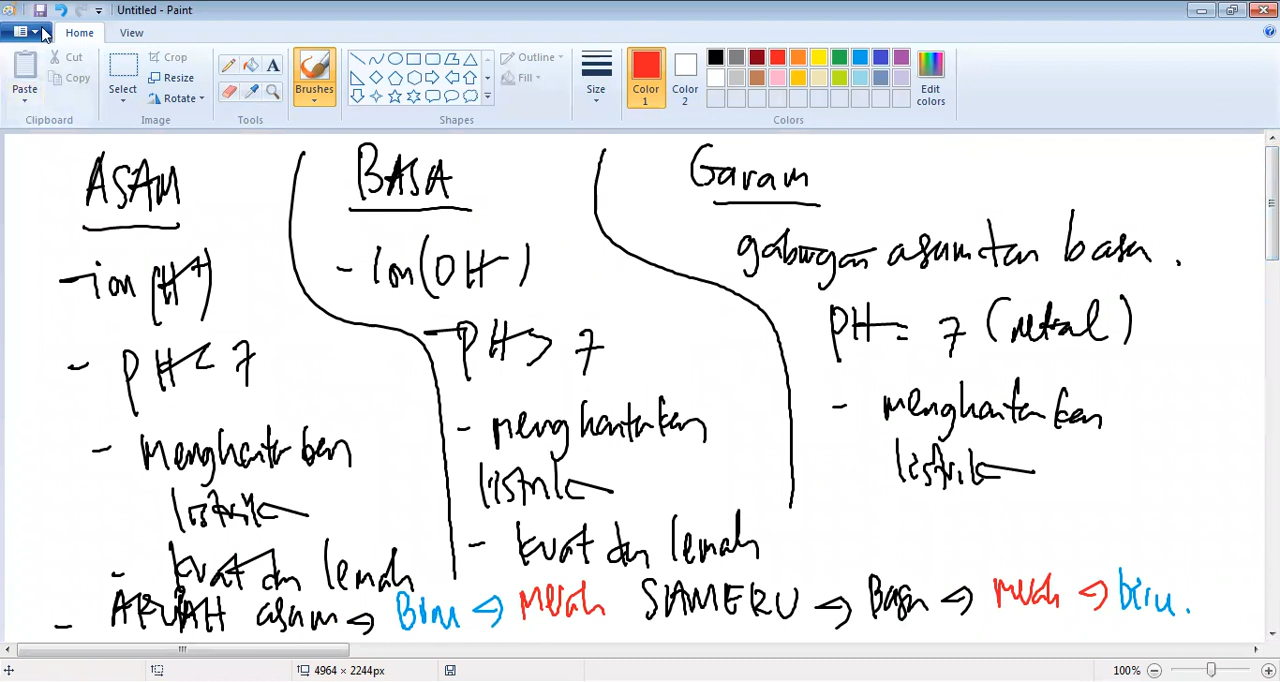 Untitled - Paint
Home View
Cut
Copy
Paste
Clipboard
Select
Crop
Resize
Rotate
Image
Tools
Brushes
Shapes
Outline
Fill
Size
Color 1
Color 2
Edit colors
Colors
ASAM
- ion (H+)
- pH < 7
- menghantarkan
listrik
- kuat dan lemah
BASA
- Ion (OH)
- pH > 7
- menghantarkan
listrik
- kuat dan lemah
Garam
gabungan asam dan basa .
PH = 7 (netral)
- menghantarkan
listrik
- ABUAH asam → Biru → merah SIAMERU → Basa → merah → biru .
4964 × 2244px
100%